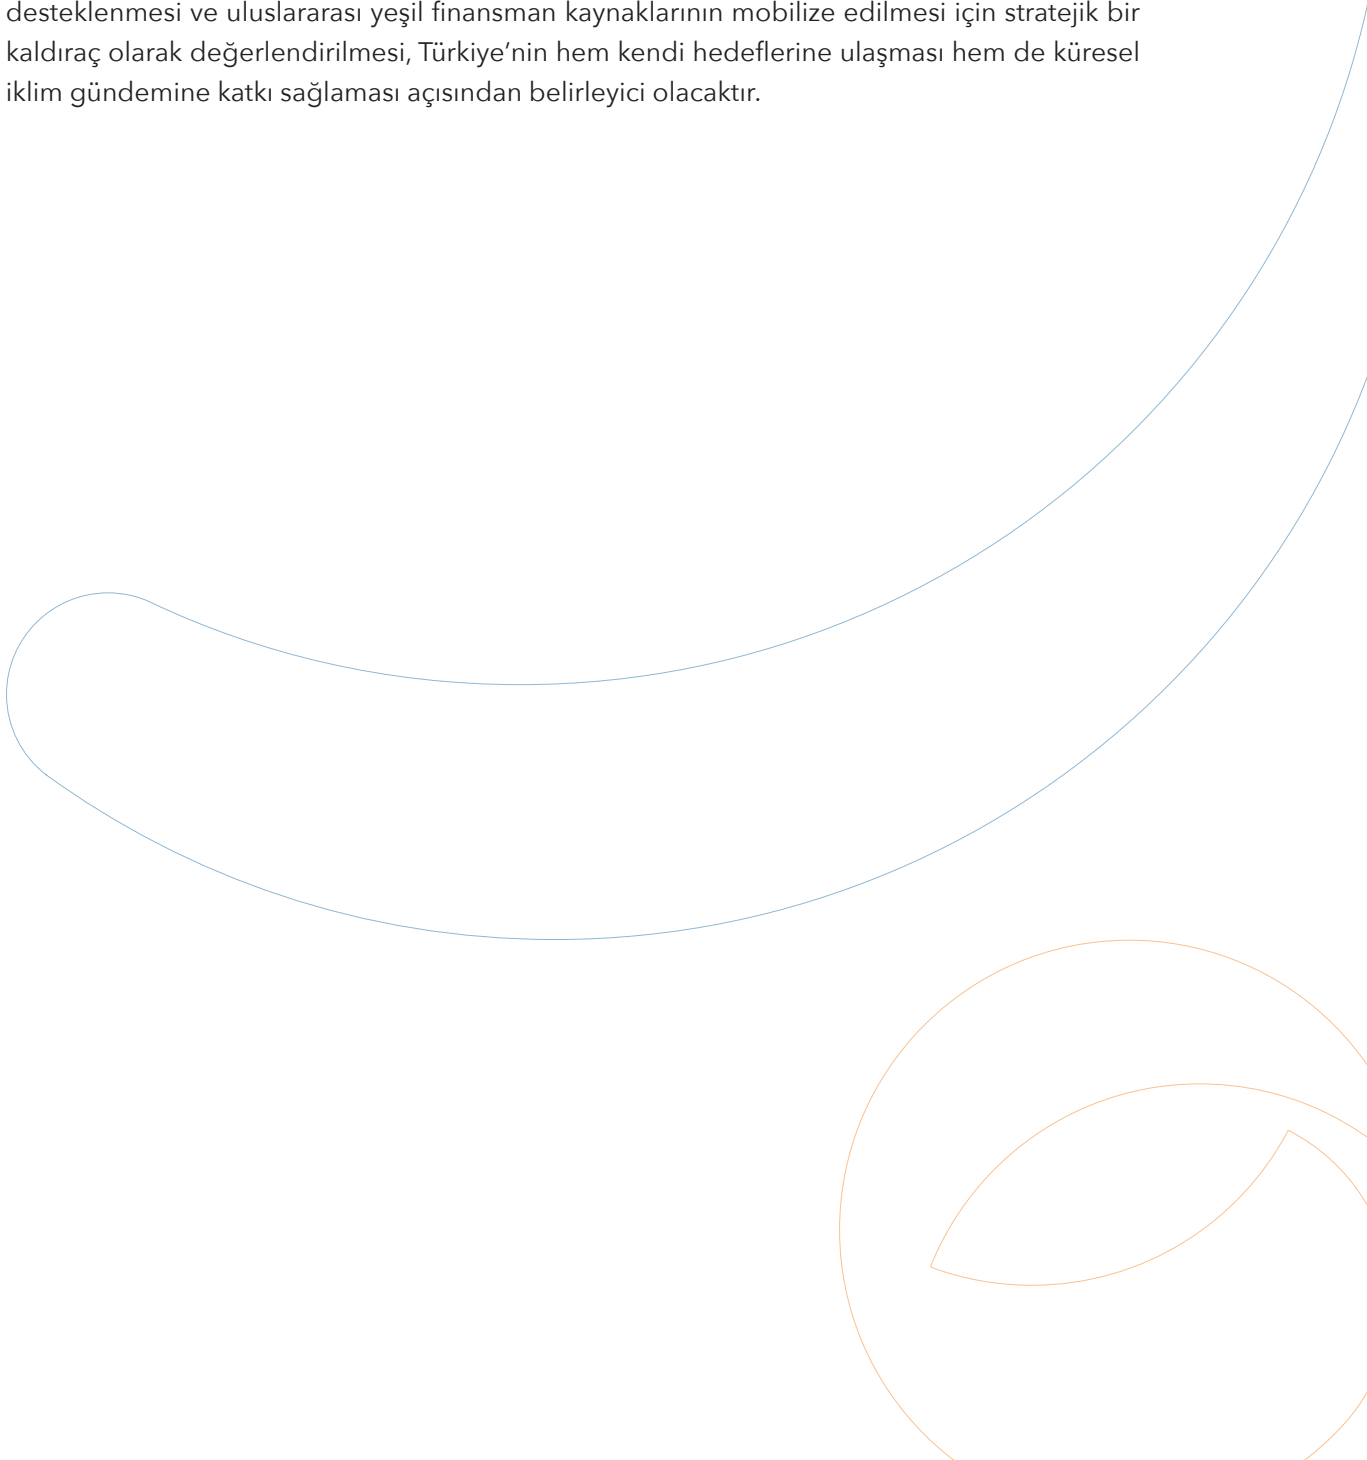 desteklenmesi ve uluslararası yeşil finansman kaynaklarının mobilize edilmesi için stratejik bir
kaldıraç olarak değerlendirilmesi, Türkiye’nin hem kendi hedeflerine ulaşması hem de küresel
iklim gündemine katkı sağlaması açısından belirleyici olacaktır.